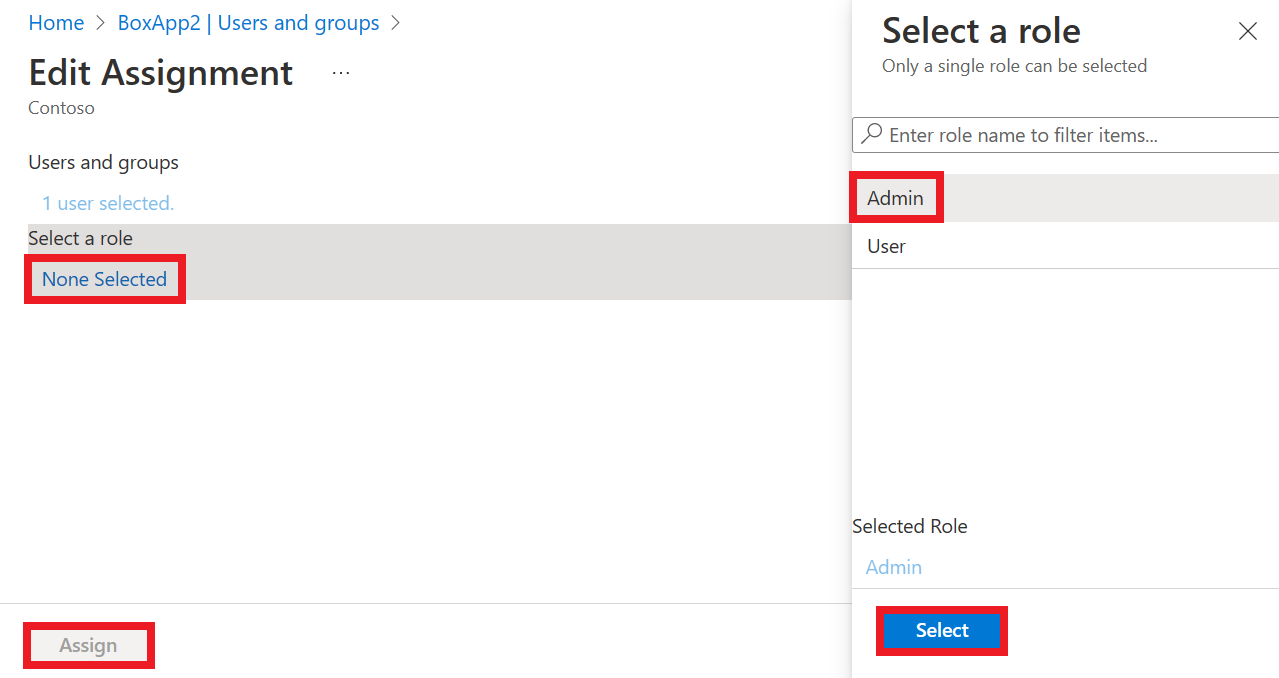 Home > BoxApp2 | Users and groups >
Edit Assignment ...
Contoso
Users and groups
1 user selected.
Select a role
None Selected
Assign
Select a role
Only a single role can be selected
Enter role name to filter items...
Admin
User
Selected Role
Admin
Select